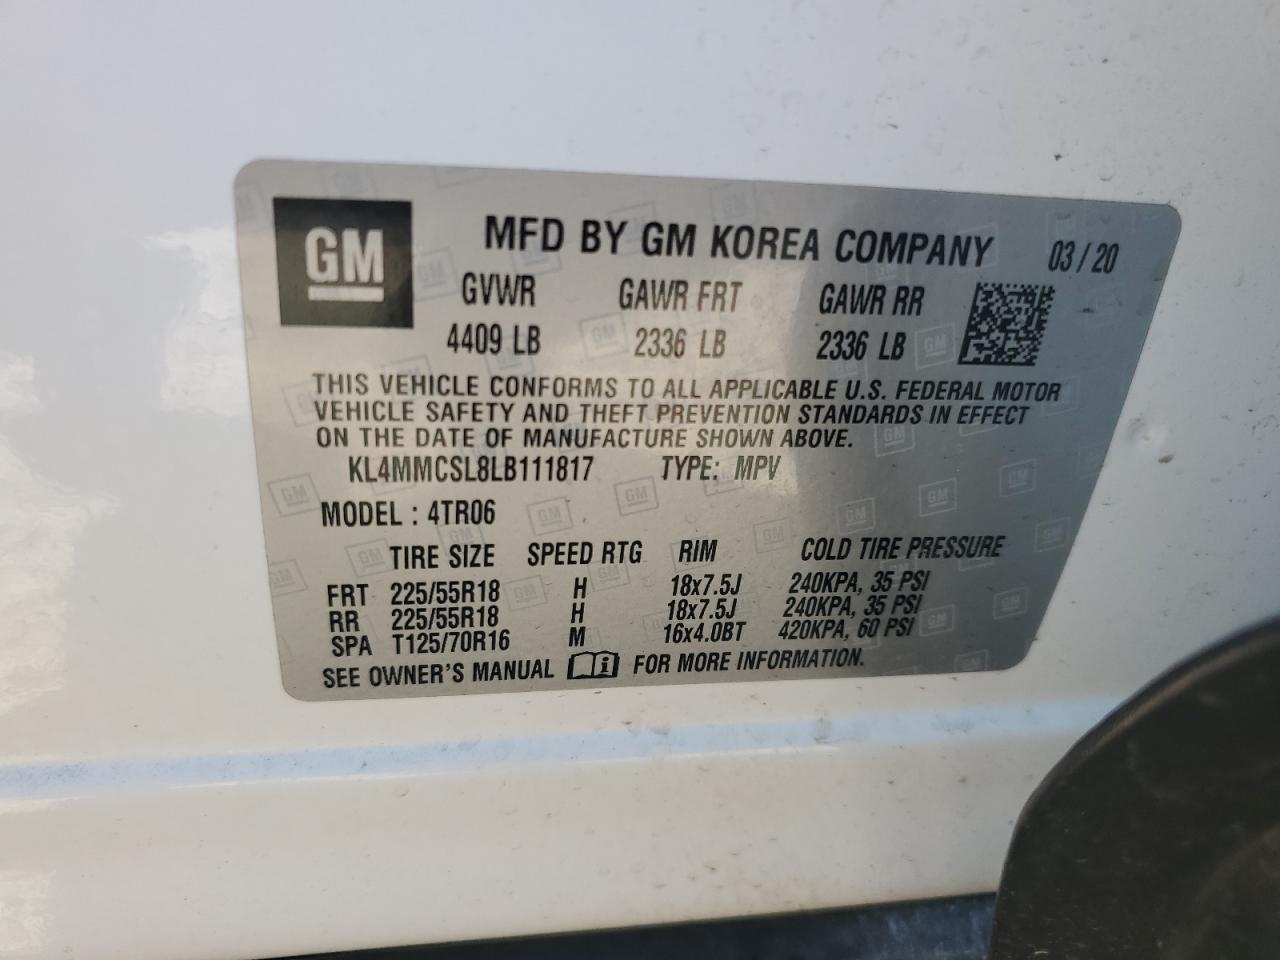 GM
MFD BY GM KOREA COMPANY 03/20
GVWR GAWR FRT GAWR RR
4409 LB 2336 LB 2336 LB
THIS VEHICLE CONFORMS TO ALL APPLICABLE U.S. FEDERAL MOTOR
VEHICLE SAFETY AND THEFT PREVENTION STANDARDS IN EFFECT
ON THE DATE OF MANUFACTURE SHOWN ABOVE.
KL4MMCSL8LB111817 TYPE: MPV
MODEL : 4TR06
TIRE SIZE SPEED RTG RIM COLD TIRE PRESSURE
FRT 225/55R18 H 18x7.5J 240KPA, 35 PSI
RR 225/55R18 H 18x7.5J 240KPA, 35 PSI
SPA T125/70R16 M 16x4.0BT 420KPA, 60 PSI
SEE OWNER'S MANUAL i FOR MORE INFORMATION.